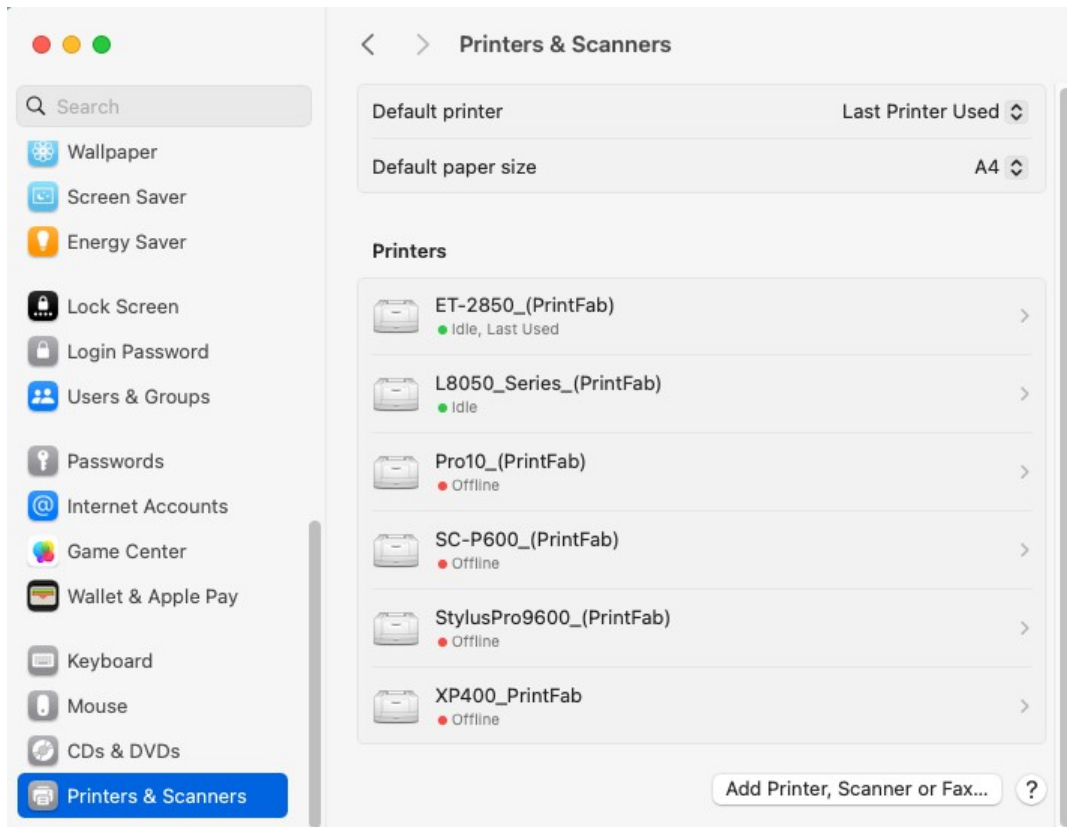 Printers & Scanners
Search
Wallpaper
Screen Saver
Energy Saver
Lock Screen
Login Password
Users & Groups
Passwords
Internet Accounts
Game Center
Wallet & Apple Pay
Keyboard
Mouse
CDs & DVDs
Printers & Scanners
Default printer Last Printer Used
Default paper size A4
Printers
ET-2850_(PrintFab)
Idle, Last Used
L8050_Series_(PrintFab)
Idle
Pro10_(PrintFab)
Offline
SC-P600_(PrintFab)
Offline
StylusPro9600_(PrintFab)
Offline
XP400_PrintFab
Offline
Add Printer, Scanner or Fax... ?